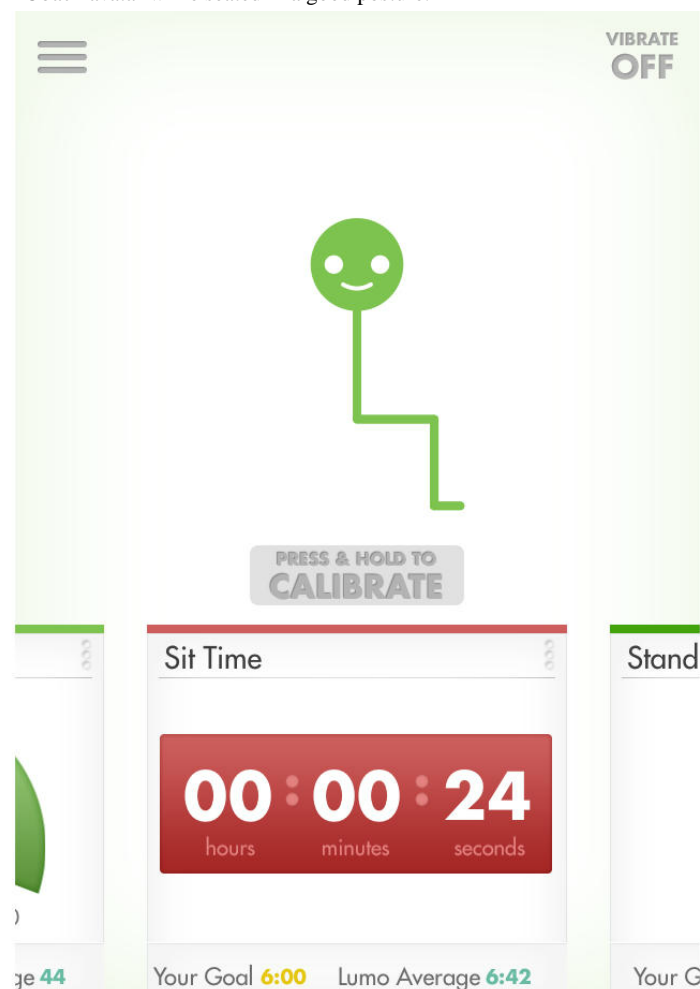 VIBRATE
OFF
PRESS & HOLD TO
CALIBRATE
Sit Time
Stand
00 : 00 : 24
hours minutes seconds
44
Your Goal 6:00 Lumo Average 6:42
Your